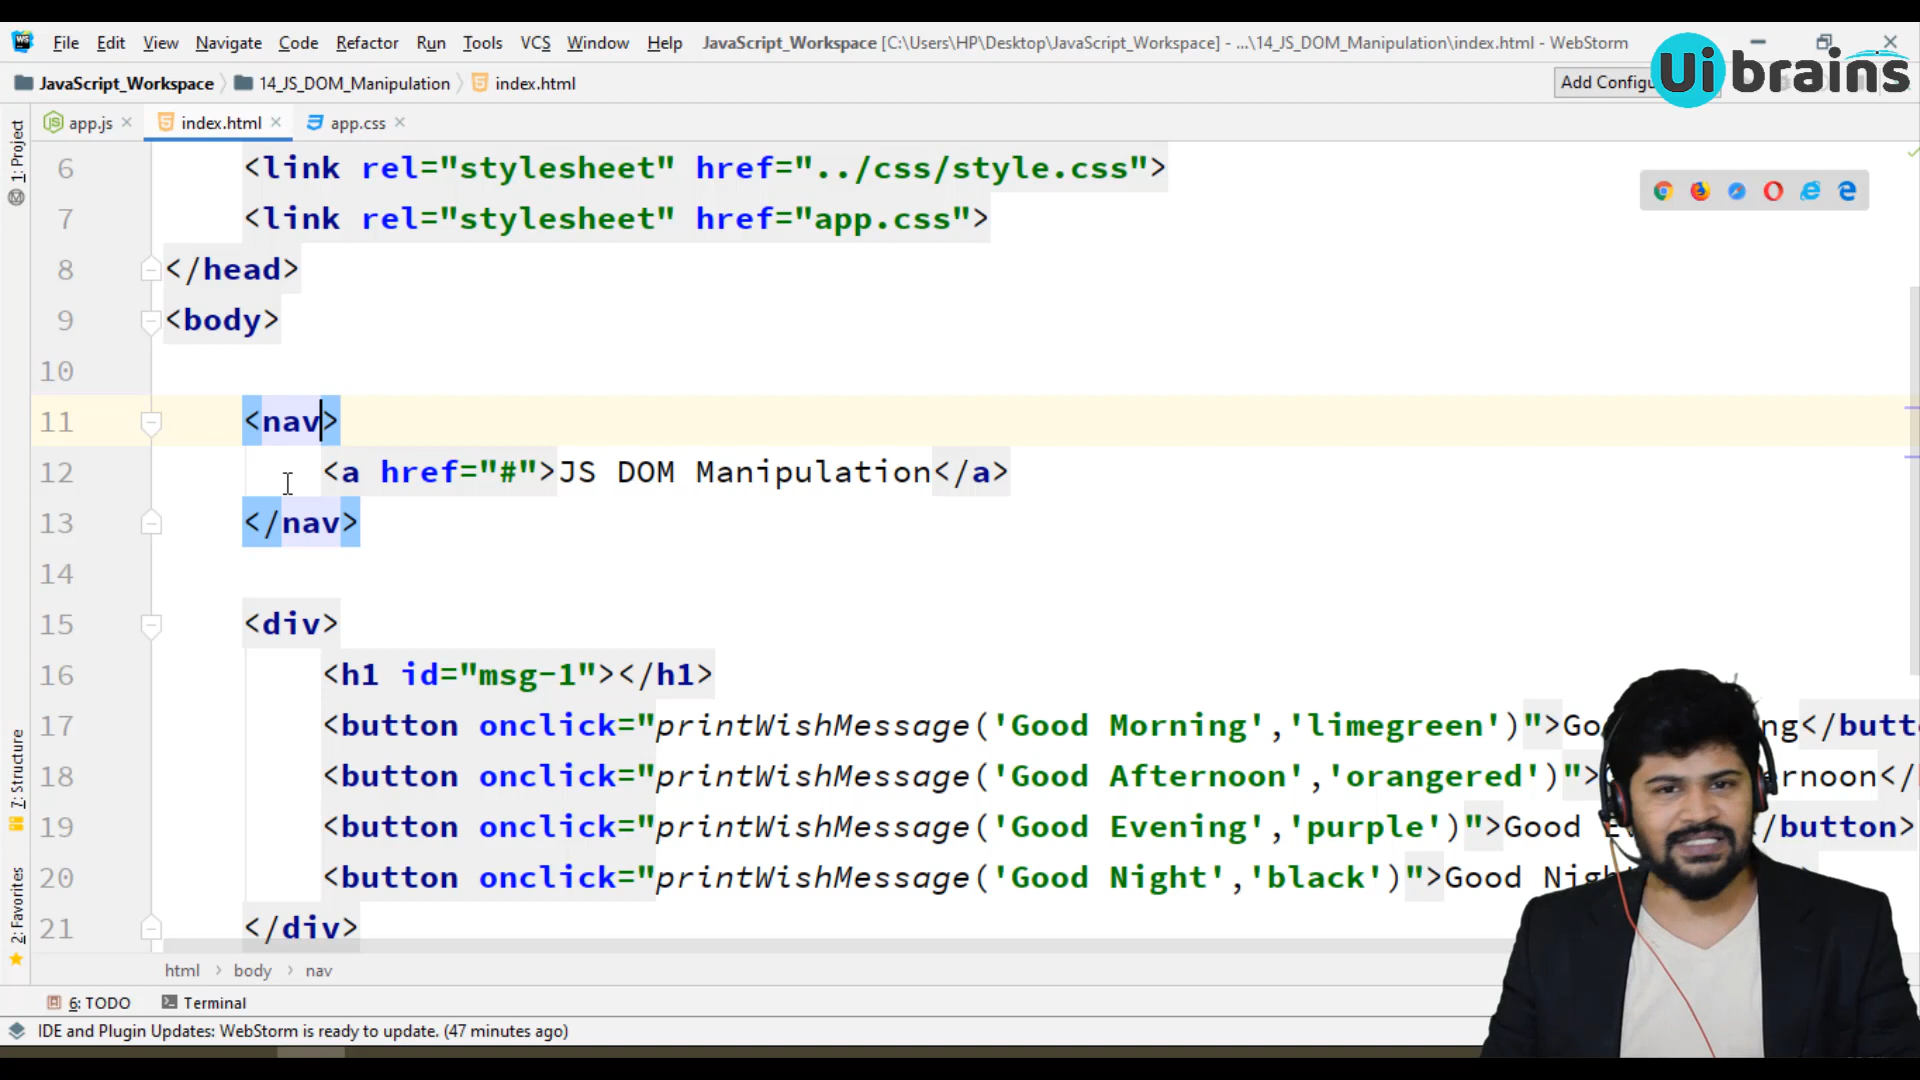 File Edit View Navigate Code Refactor Run Tools VCS Window Help JavaScript_Workspace [C:\Users\HP\Desktop\JavaScript_Workspace] - ...\14_JS_DOM_Manipulation\index.html - WebStorm
Ui brains
JavaScript_Workspace 14_JS_DOM_Manipulation index.html Add Configu
app.js index.html app.css
1: Project
6 <link rel="stylesheet" href="../css/style.css">
7 <link rel="stylesheet" href="app.css">
8 </head>
9 <body>
10
11 <nav>
12 <a href="#">JS DOM Manipulation</a>
13 </nav>
14
15 <div>
16 <h1 id="msg-1"></h1>
17 <button onclick="printWishMessage('Good Morning','limegreen')">Go ng</butt
18 <button onclick="printWishMessage('Good Afternoon','orangered')"> ernoon</
19 <button onclick="printWishMessage('Good Evening','purple')">Good E /button>
20 <button onclick="printWishMessage('Good Night','black')">Good Nig
21 </div>
7: Structure
2: Favorites
html body nav
6: TODO Terminal
IDE and Plugin Updates: WebStorm is ready to update. (47 minutes ago)